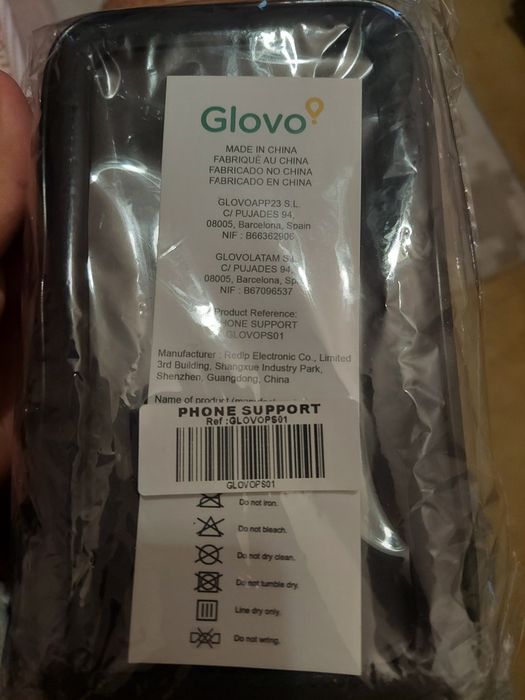 Glovo
MADE IN CHINA
FABRIQUÉ AU CHINA
FABRICADO NO CHINA
FABRICADO EN CHINA
GLOVOAPP23 S.L.
C/ PUJADES 94,
08005, Barcelona, Spain
NIF : B66362906
GLOVOLATAM S.L
C/ PUJADES 94,
08005, Barcelona,
NIF : B67096537
Product Reference:
PHONE SUPPORT
GLOVOPS01
Manufacturer : Redlp Electronic Co., Limited
3rd Building, Shangxue Industry Park,
Shenzhen, Guangdong, China
Name of product
PHONE SUPPORT
Ref :GLOVOPS01
GLOVOPS01
Do not iron.
Do not bleach.
Do not dry clean.
Do not tumble dry.
Line dry only.
Do not wring.